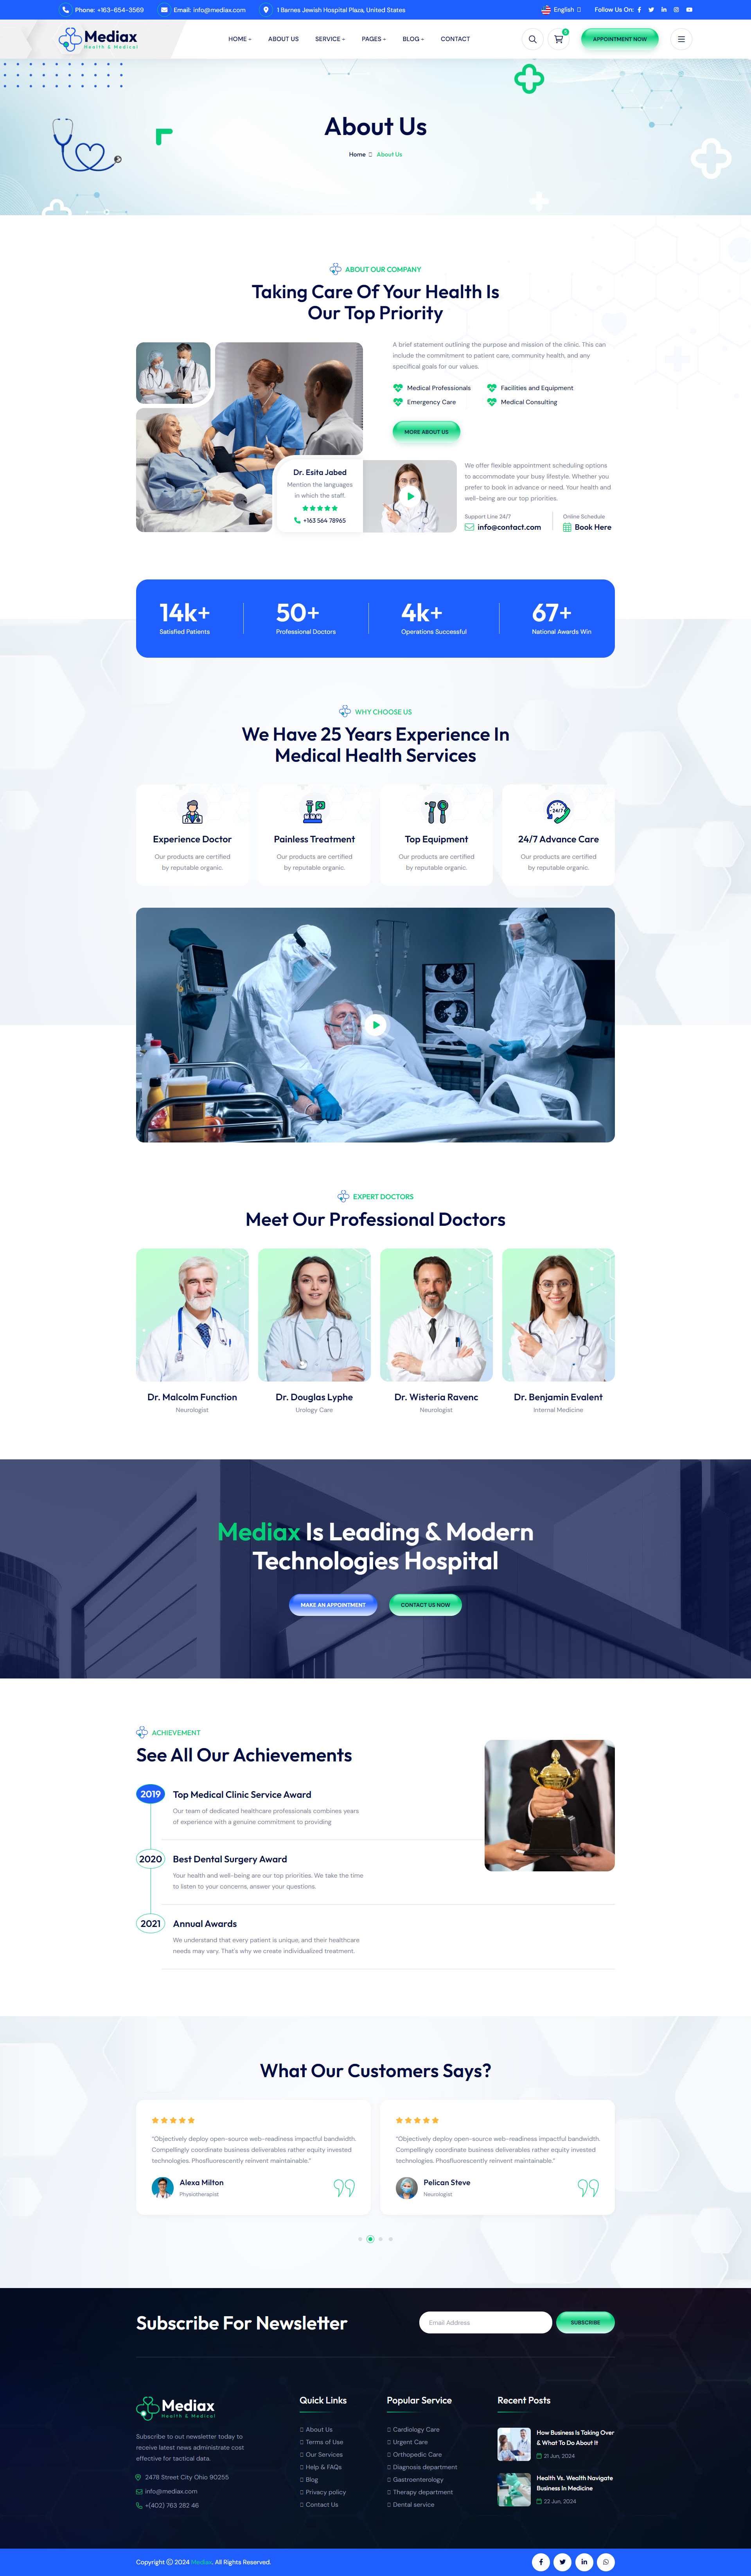 Phone: +163-654-3569
Email: info@mediax.com
1 Barnes Jewish Hospital Plaza, United States
English
Follow Us On:
Mediax
Health & Medical
HOME
ABOUT US
SERVICE
PAGES
BLOG
CONTACT
0
APPOINTMENT NOW
About Us
Home
About Us
ABOUT OUR COMPANY
Taking Care Of Your Health Is
Our Top Priority
A brief statement outlining the purpose and mission of the clinic. This can
include the commitment to patient care, community health, and any
specifical goals for our values.
Medical Professionals
Facilities and Equipment
Emergency Care
Medical Consulting
MORE ABOUT US
Dr. Esita Jabed
Mention the languages
in which the staff.
+163 564 78965
We offer flexible appointment scheduling options
to accommodate your busy lifestyle. Whether you
prefer to book in advance or need. Your health and
well-being are our top priorities.
Support Line 24/7
info@contact.com
Online Schedule
Book Here
14k+
Satisfied Patients
50+
Professional Doctors
4k+
Operations Successful
67+
National Awards Win
WHY CHOOSE US
We Have 25 Years Experience In
Medical Health Services
Experience Doctor
Our products are certified
by reputable organic.
Painless Treatment
Our products are certified
by reputable organic.
Top Equipment
Our products are certified
by reputable organic.
24/7
24/7 Advance Care
Our products are certified
by reputable organic.
EXPERT DOCTORS
Meet Our Professional Doctors
Dr. Malcolm Function
Neurologist
Dr. Douglas Lyphe
Urology Care
Dr. Wisteria Ravenc
Neurologist
Dr. Benjamin Evalent
Internal Medicine
Mediax Is Leading & Modern
Technologies Hospital
MAKE AN APPOINTMENT
CONTACT US NOW
ACHIEVEMENT
See All Our Achievements
2019
Top Medical Clinic Service Award
Our team of dedicated healthcare professionals combines years
of experience with a genuine commitment to providing
2020
Best Dental Surgery Award
Your health and well-being are our top priorities. We take the time
to listen to your concerns, answer your questions.
2021
Annual Awards
We understand that every patient is unique, and their healthcare
needs may vary. That's why we create individualized treatment.
What Our Customers Says?
"Objectively deploy open-source web-readiness impactful bandwidth.
Compellingly coordinate business deliverables rather equity invested
technologies. Phosfluorescently reinvent maintainable."
Alexa Milton
Physiotherapist
"Objectively deploy open-source web-readiness impactful bandwidth.
Compellingly coordinate business deliverables rather equity invested
technologies. Phosfluorescently reinvent maintainable."
Pelican Steve
Neurologist
Subscribe For Newsletter
Email Address
SUBSCRIBE
Mediax
Health & Medical
Subscribe to out newsletter today to
receive latest news administrate cost
effective for tactical data.
2478 Street City Ohio 90255
info@mediax.com
+(402) 763 282 46
Quick Links
About Us
Terms of Use
Our Services
Help & FAQs
Blog
Privacy policy
Contact Us
Popular Service
Cardiology Care
Urgent Care
Orthopedic Care
Diagnosis department
Gastroenterology
Therapy department
Dental service
Recent Posts
How Business Is Taking Over
& What To Do About It
21 Jun, 2024
Health Vs. Wealth Navigate
Business In Medicine
22 Jun, 2024
Copyright © 2024 Mediax. All Rights Reserved.